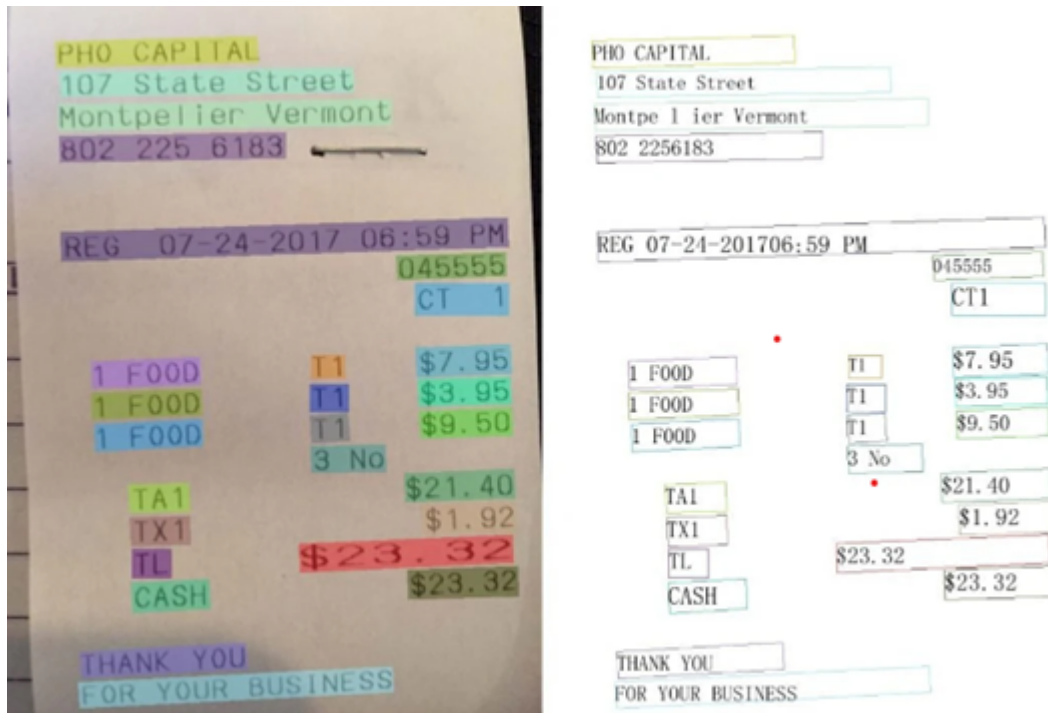 PHO CAPITAL
107 State Street
Montpelier Vermont
802 225 6183
REG 07-24-2017 06:59 PM
045555
CT 1
1 FOOD T1 $7.95
1 FOOD T1 $3.95
1 FOOD T1 $9.50
3 No
TA1 $21.40
TX1 $1.92
TL $23.32
CASH $23.32
THANK YOU
FOR YOUR BUSINESS
PHO CAPITAL
107 State Street
Montpe l ier Vermont
802 2256183
REG 07-24-201706:59 PM
045555
CT1
1 FOOD T1 $7.95
1 FOOD T1 $3.95
1 FOOD T1 $9.50
3 No
TA1 $21.40
TX1 $1.92
TL $23.32
CASH $23.32
THANK YOU
FOR YOUR BUSINESS